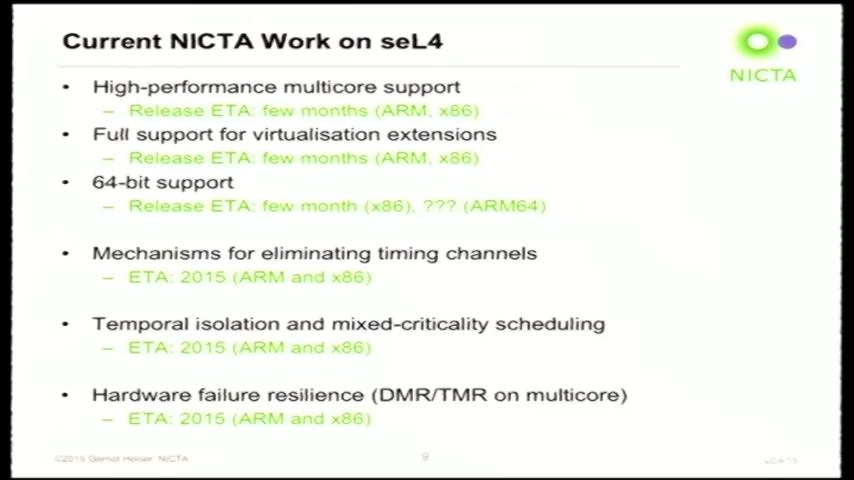 Current NICTA Work on seL4
NICTA
• High-performance multicore support
– Release ETA: few months (ARM, x86)
• Full support for virtualisation extensions
– Release ETA: few months (ARM, x86)
• 64-bit support
– Release ETA: few month (x86), ??? (ARM64)
• Mechanisms for eliminating timing channels
– ETA: 2015 (ARM and x86)
• Temporal isolation and mixed-criticality scheduling
– ETA: 2015 (ARM and x86)
• Hardware failure resilience (DMR/TMR on multicore)
– ETA: 2015 (ARM and x86)
©2015 Gernot Heiser NICTA
9
LCA'15